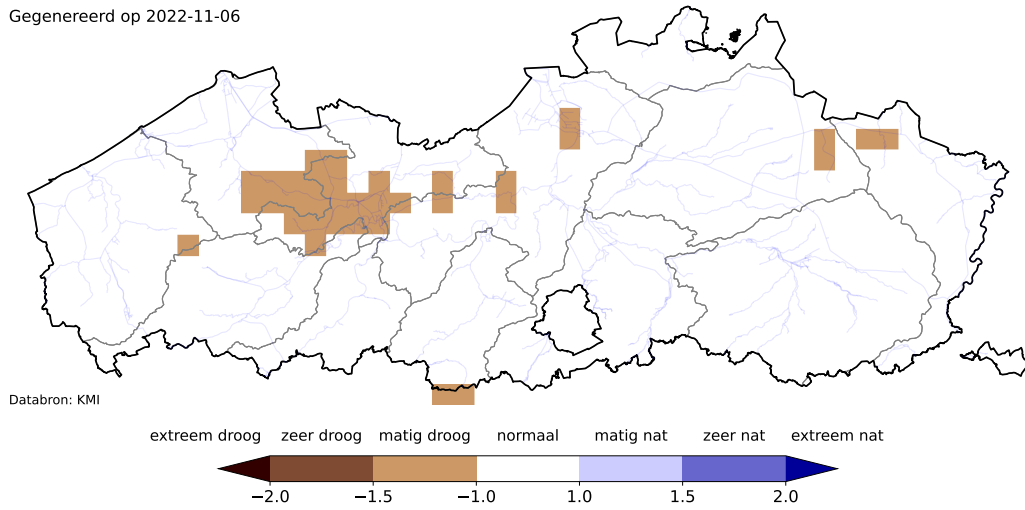 Gegenereerd op 2022-11-06
Databron: KMI
extreem droog zeer droog matig droog normaal matig nat zeer nat extreem nat
−2.0 −1.5 −1.0 1.0 1.5 2.0